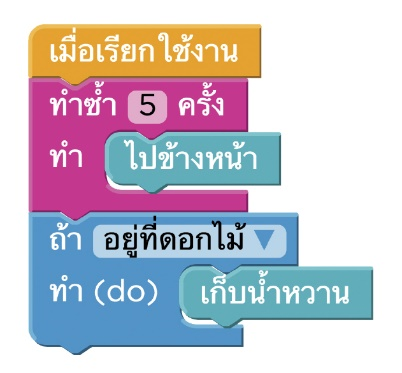 เมื่อเรียกใช้งาน
ทำซ้ำ 5 ครั้ง
ทำ ไปข้างหน้า
ถ้า อยู่ที่ดอกไม้
ทำ (do) เก็บน้ำหวาน